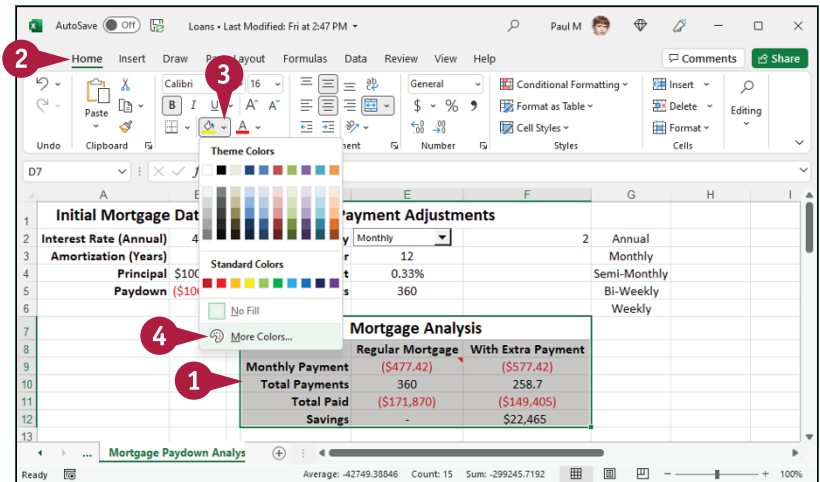 AutoSave Off Loans • Last Modified: Fri at 2:47 PM Paul M
2 Home Insert Draw Page Layout Formulas Data Review View Help Comments Share
3
Calibri 16 General Conditional Formatting Insert
Paste B I U $ % Format as Table Delete Editing
A Cell Styles Format
Undo Clipboard Number Styles Cells
D7
Theme Colors
A E F G H I
1 Initial Mortgage Payment Adjustments
2 Interest Rate (Annual) 4 Monthly 2 Annual
3 Amortization (Years) 12 Monthly
4 Principal $100 0.33% Semi-Monthly
Standard Colors
5 Paydown 360 Bi-Weekly
6 Weekly
No Fill
4 More Colors...
7 Mortgage Analysis
8 Regular Mortgage With Extra Payment
9 Monthly Payment ($477.42) ($577.42)
1
10 Total Payments 360 258.7
11 Total Paid ($171,870) ($149,405)
12 Savings - $22,465
13
... Mortgage Paydown Analys
Ready Average: -42749.38846 Count: 15 Sum: -299245.7192 100%